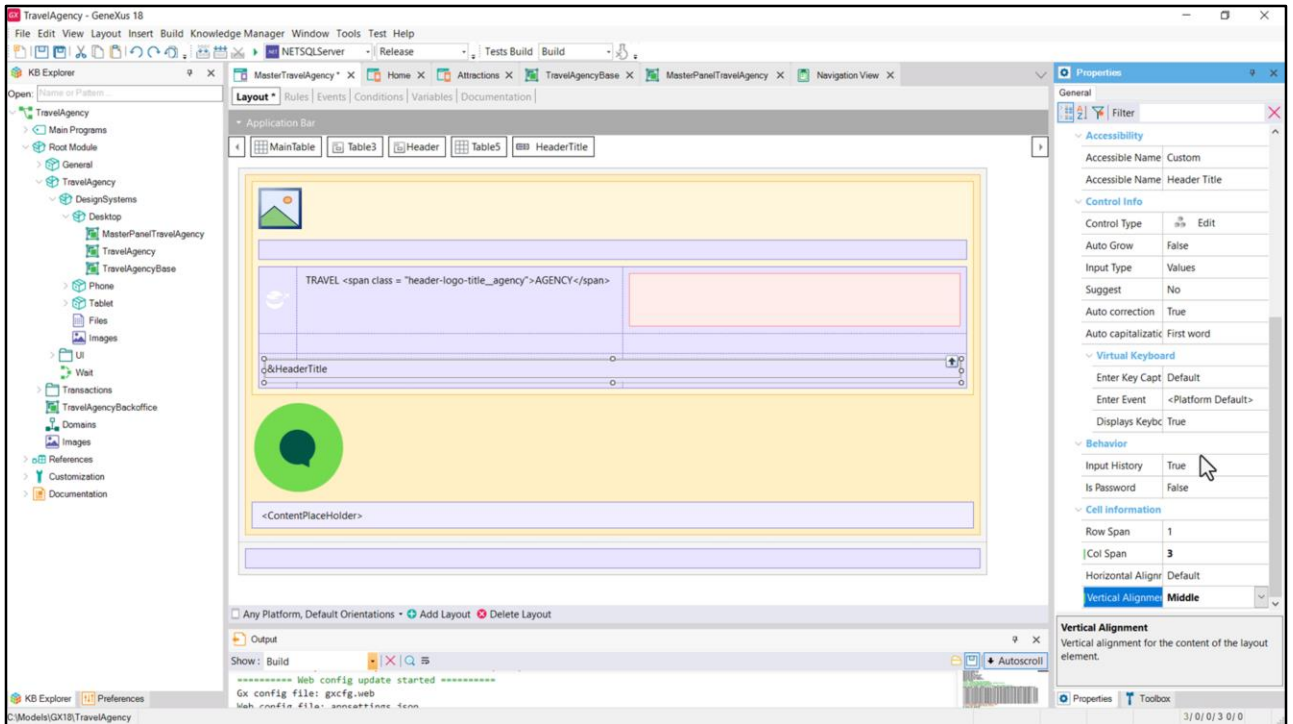 TravelAgency - GeneXus 18
File Edit View Layout Insert Build Knowledge Manager Window Tools Test Help
NETSQLServer Release Tests Build Build
KB Explorer
Open: Name or Pattern...
TravelAgency
Main Programs
Root Module
General
TravelAgency
DesignSystems
Desktop
MasterPanelTravelAgency
TravelAgency
TravelAgencyBase
Phone
Tablet
Files
Images
UI
Wait
Transactions
TravelAgencyBackoffice
Domains
Images
References
Customization
Documentation
KB Explorer Preferences
MasterTravelAgency * X Home X Attractions X TravelAgencyBase X MasterPanelTravelAgency X Navigation View X
Layout * | Rules | Events | Conditions | Variables | Documentation |
Application Bar
MainTable Table3 Header Table5 HeaderTitle
TRAVEL <span class = "header-logo-title__agency">AGENCY</span>
&HeaderTitle
<ContentPlaceHolder>
Any Platform, Default Orientations Add Layout Delete Layout
Output
Show: Build Autoscroll
========== Web config update started ==========
Gx config file: gxcfg.web
Web config file: appsettings.json
Properties
General
Filter
Accessibility
Accessible Name Custom
Accessible Name Header Title
Control Info
Control Type Edit
Auto Grow False
Input Type Values
Suggest No
Auto correction True
Auto capitalizatic First word
Virtual Keyboard
Enter Key Capt Default
Enter Event <Platform Default>
Displays Keybc True
Behavior
Input History True
Is Password False
Cell information
Row Span 1
Col Span 3
Horizontal Alignr Default
Vertical Alignmer Middle
Vertical Alignment
Vertical alignment for the content of the layout
element.
Properties Toolbox
C:\Models\GX18\TravelAgency
3/ 0/ 0/ 3 0/ 0